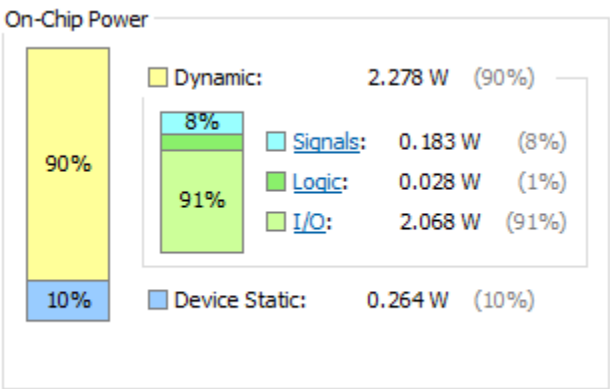 On-Chip Power
Dynamic: 2.278 W (90%)
8%
Signals: 0.183 W (8%)
90%
Logic: 0.028 W (1%)
91%
I/O: 2.068 W (91%)
10%
Device Static: 0.264 W (10%)